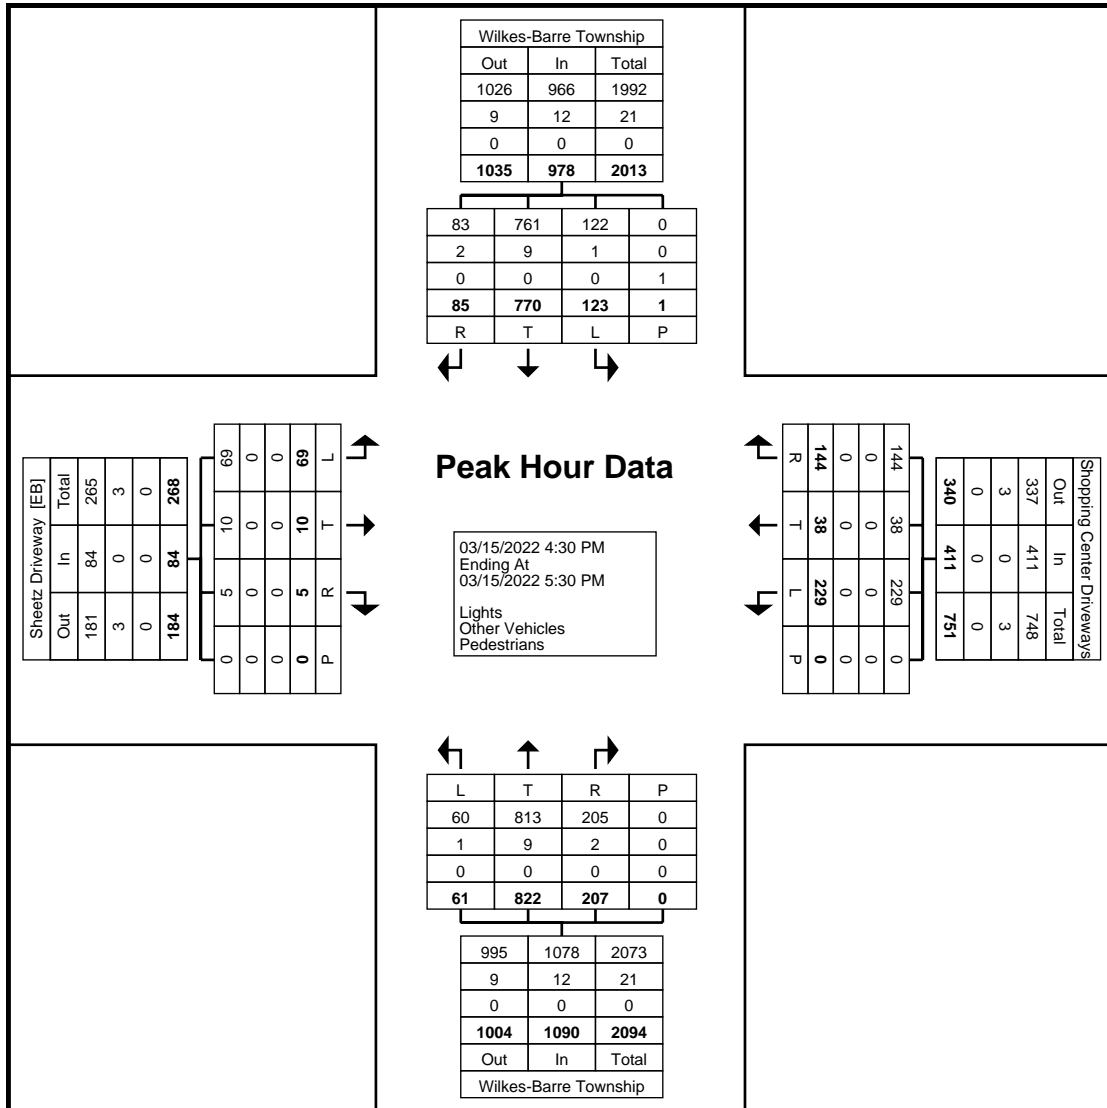 Wilkes-Barre Township
Out In Total
1026 966 1992
9 12 21
0 0 0
1035 978 2013
83 761 122 0
2 9 1 0
0 0 0 1
85 770 123 1
R T L P
Sheetz Driveway [EB]
Total In Out
265 84 181
3 0 3
0 0 0
268 84 184
69 10 5 0
0 0 0 0
0 0 0 0
69 10 5 0
L T R P
Peak Hour Data
03/15/2022 4:30 PM
Ending At
03/15/2022 5:30 PM
Lights
Other Vehicles
Pedestrians
R T L P
144 38 229 0
0 0 0 0
0 0 0 0
144 38 229 0
Shopping Center Driveways
Out In Total
337 411 748
3 0 3
0 0 0
340 411 751
L T R P
60 813 205 0
1 9 2 0
0 0 0 0
61 822 207 0
995 1078 2073
9 12 21
0 0 0
1004 1090 2094
Out In Total
Wilkes-Barre Township